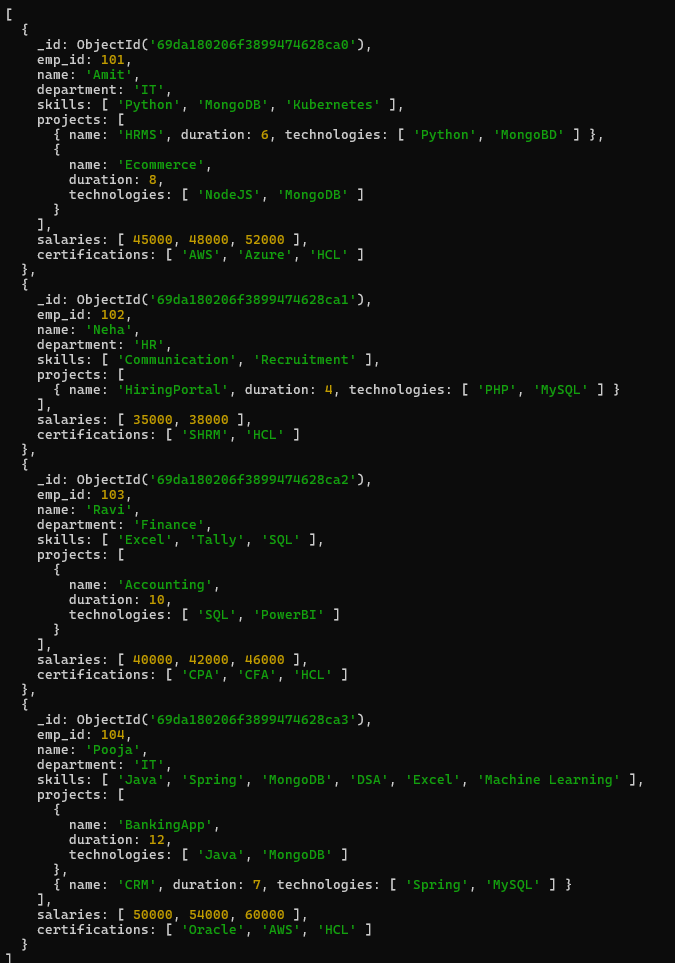 [
  {
    _id: ObjectId('69da180206f3899474628ca0'),
    emp_id: 101,
    name: 'Amit',
    department: 'IT',
    skills: [ 'Python', 'MongoDB', 'Kubernetes' ],
    projects: [
      { name: 'HRMS', duration: 6, technologies: [ 'Python', 'MongoBD' ] },
      {
        name: 'Ecommerce',
        duration: 8,
        technologies: [ 'NodeJS', 'MongoDB' ]
      }
    ],
    salaries: [ 45000, 48000, 52000 ],
    certifications: [ 'AWS', 'Azure', 'HCL' ]
  },
  {
    _id: ObjectId('69da180206f3899474628ca1'),
    emp_id: 102,
    name: 'Neha',
    department: 'HR',
    skills: [ 'Communication', 'Recruitment' ],
    projects: [
      { name: 'HiringPortal', duration: 4, technologies: [ 'PHP', 'MySQL' ] }
    ],
    salaries: [ 35000, 38000 ],
    certifications: [ 'SHRM', 'HCL' ]
  },
  {
    _id: ObjectId('69da180206f3899474628ca2'),
    emp_id: 103,
    name: 'Ravi',
    department: 'Finance',
    skills: [ 'Excel', 'Tally', 'SQL' ],
    projects: [
      {
        name: 'Accounting',
        duration: 10,
        technologies: [ 'SQL', 'PowerBI' ]
      }
    ],
    salaries: [ 40000, 42000, 46000 ],
    certifications: [ 'CPA', 'CFA', 'HCL' ]
  },
  {
    _id: ObjectId('69da180206f3899474628ca3'),
    emp_id: 104,
    name: 'Pooja',
    department: 'IT',
    skills: [ 'Java', 'Spring', 'MongoDB', 'DSA', 'Excel', 'Machine Learning' ],
    projects: [
      {
        name: 'BankingApp',
        duration: 12,
        technologies: [ 'Java', 'MongoDB' ]
      },
      { name: 'CRM', duration: 7, technologies: [ 'Spring', 'MySQL' ] }
    ],
    salaries: [ 50000, 54000, 60000 ],
    certifications: [ 'Oracle', 'AWS', 'HCL' ]
  }
]